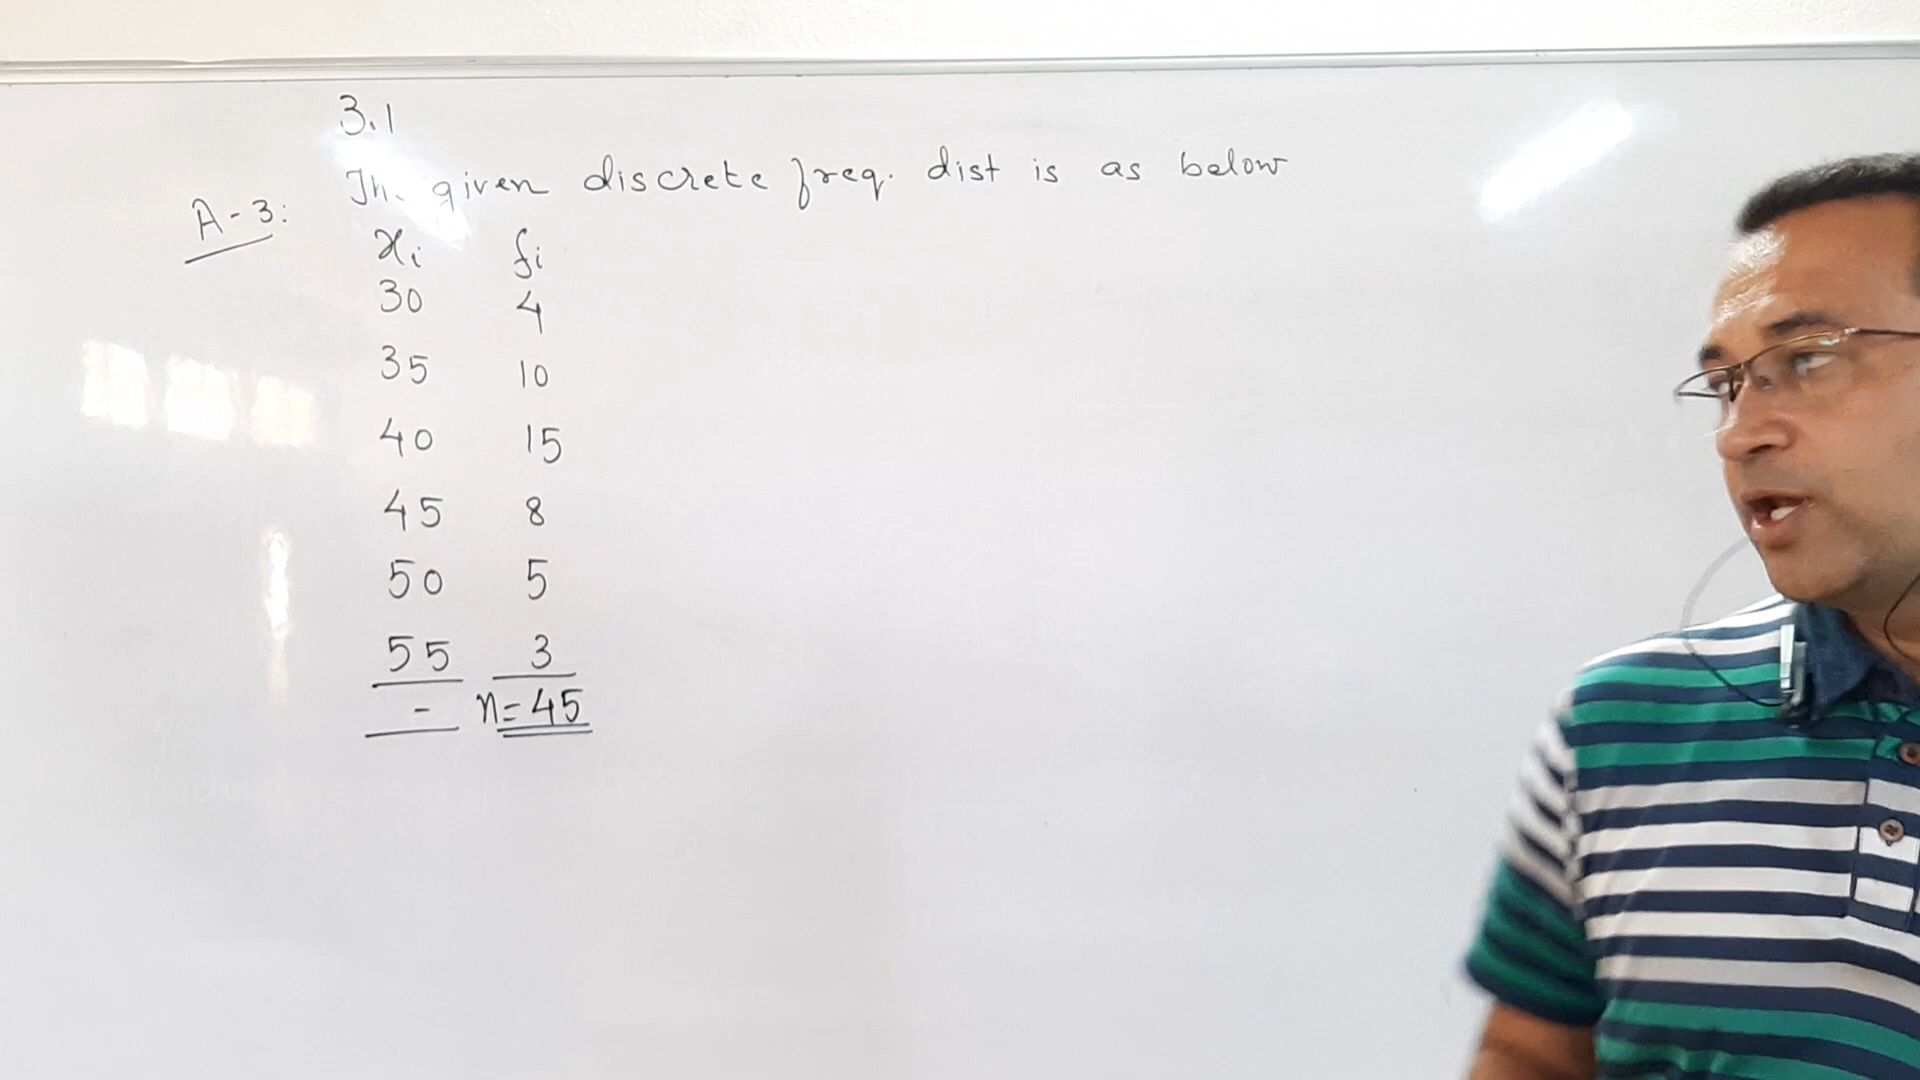 3.1
The given discrete freq. dist is as below
A-3:
xi fi
30 4
35 10
40 15
45 8
50 5
55 3
- n=45